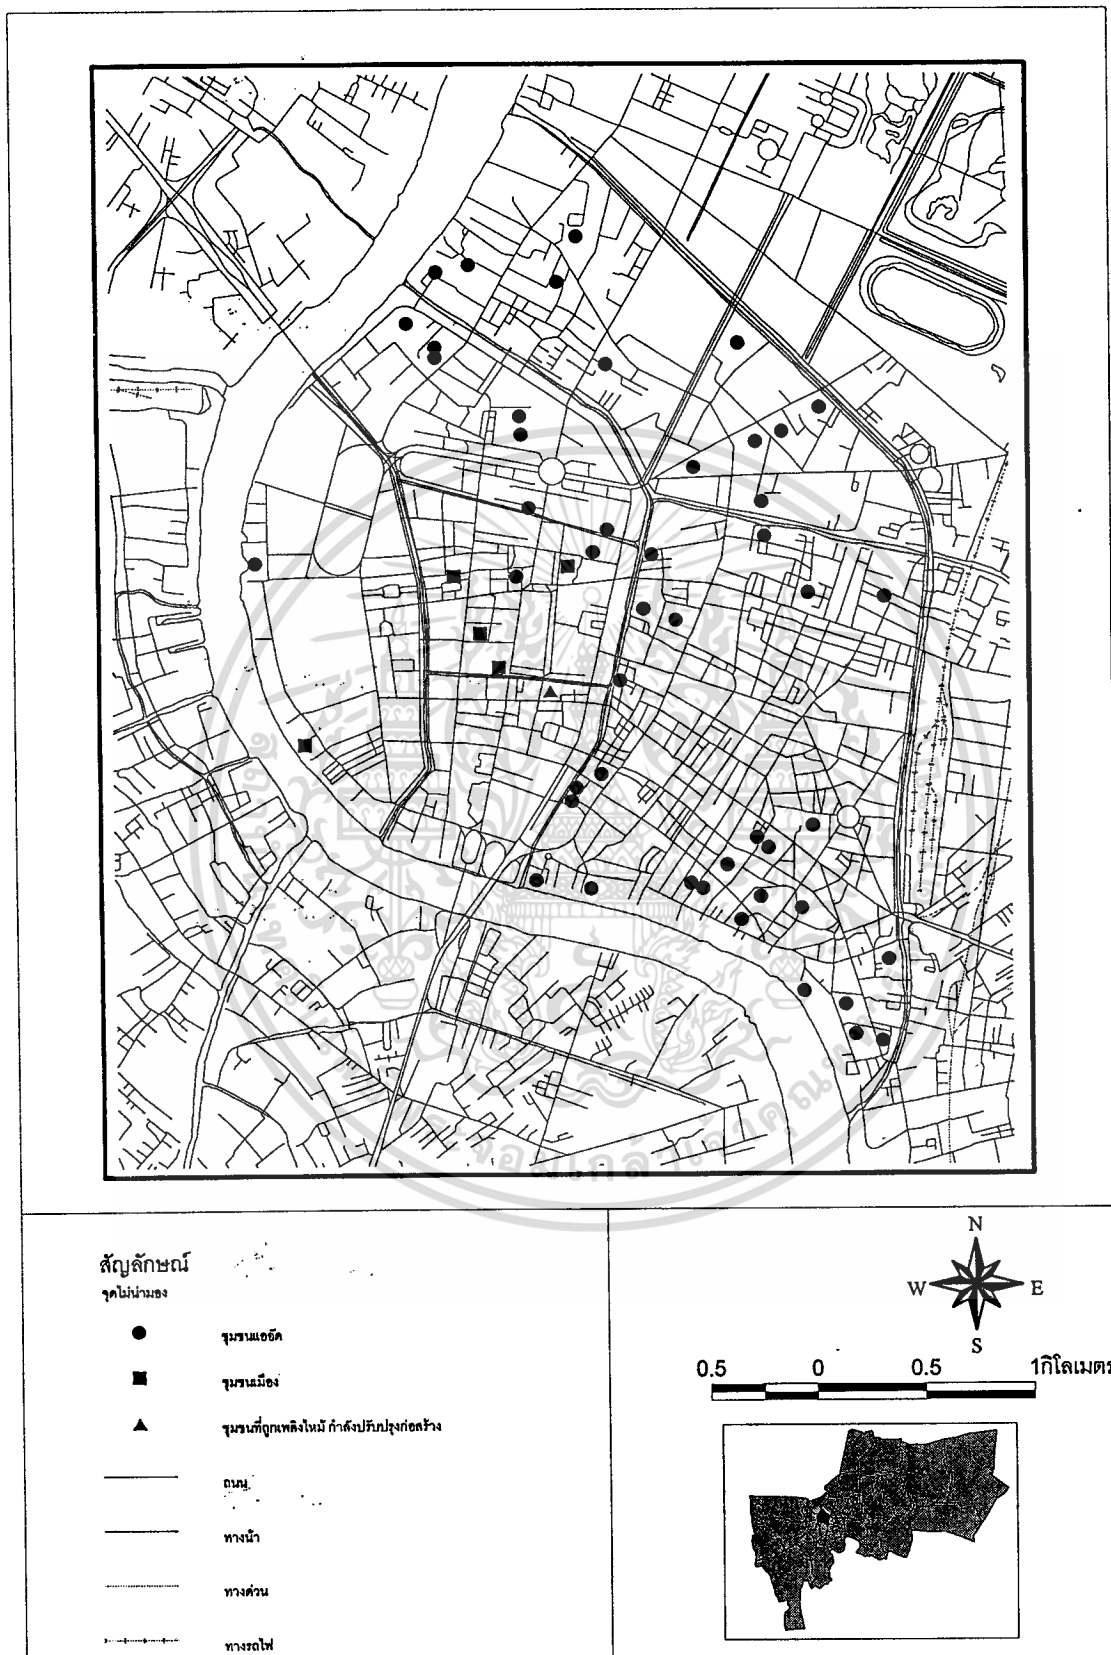 สัญลักษณ์
จุดไม่น่ามอง
ชุมชนแออัด
ชุมชนเมือง
ชุมชนที่ถูกเพลิงไหม้ กำลังปรับปรุงก่อสร้าง
ถนน
ทางน้ำ
ทางด่วน
ทางรถไฟ
N
W E
S
0.5 0 0.5 1กิโลเมตร